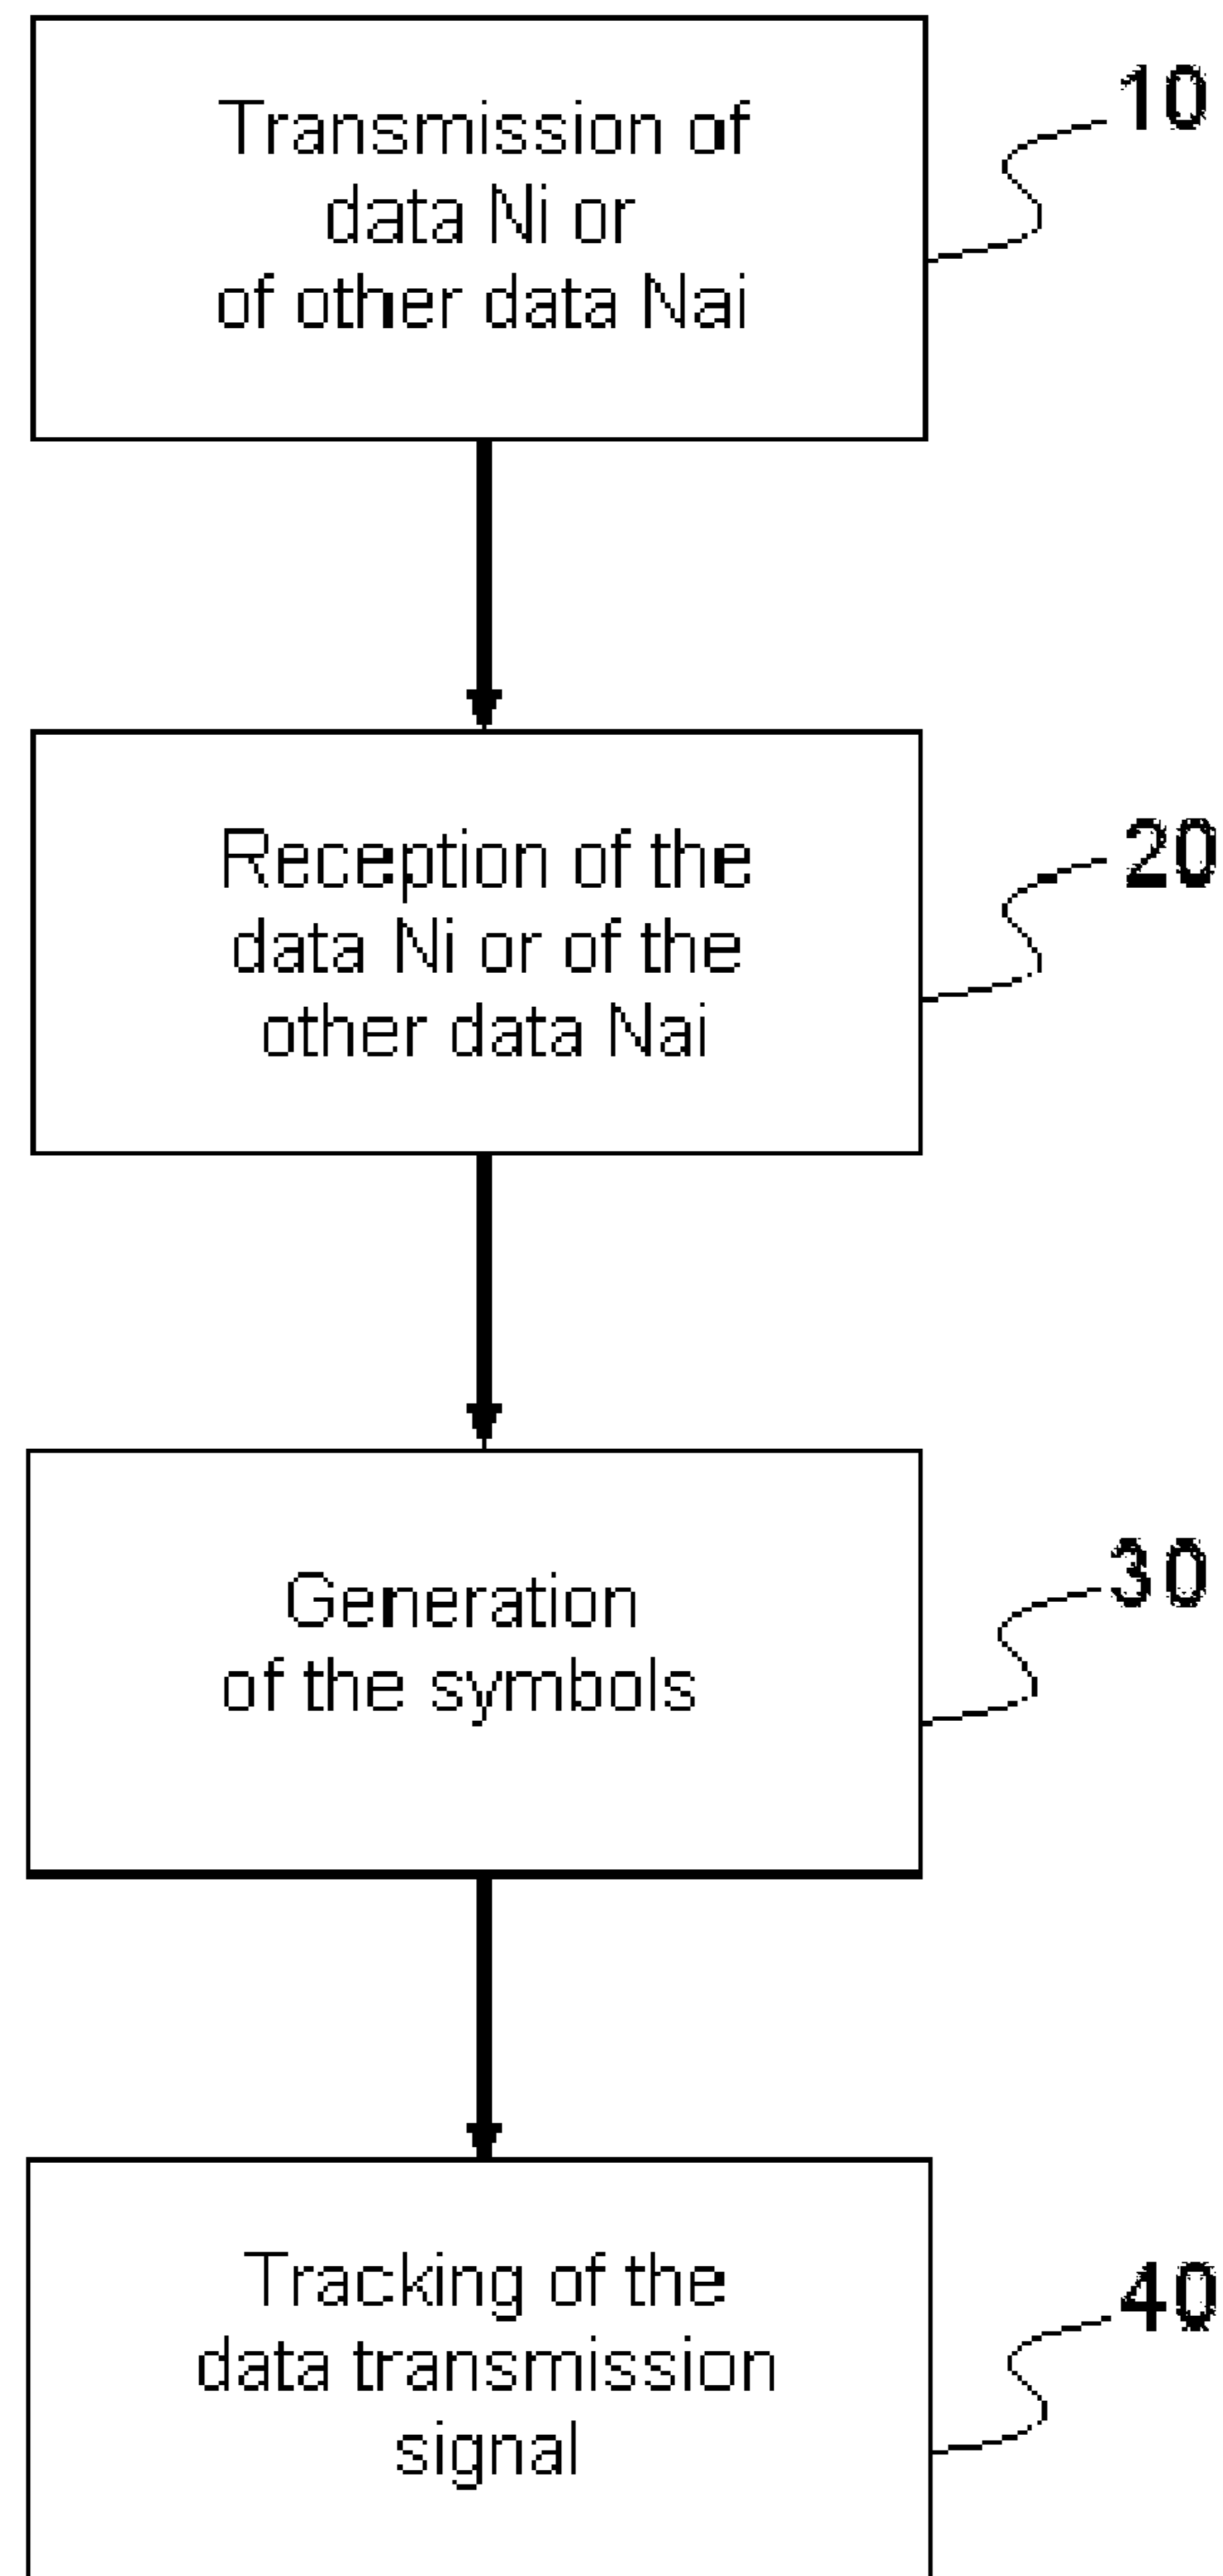 Transmission of
data Ni or
of other data Nai
10
Reception of the
data Ni or of the
other data Nai
20
Generation
of the symbols
30
Tracking of the
data transmission
signal
40